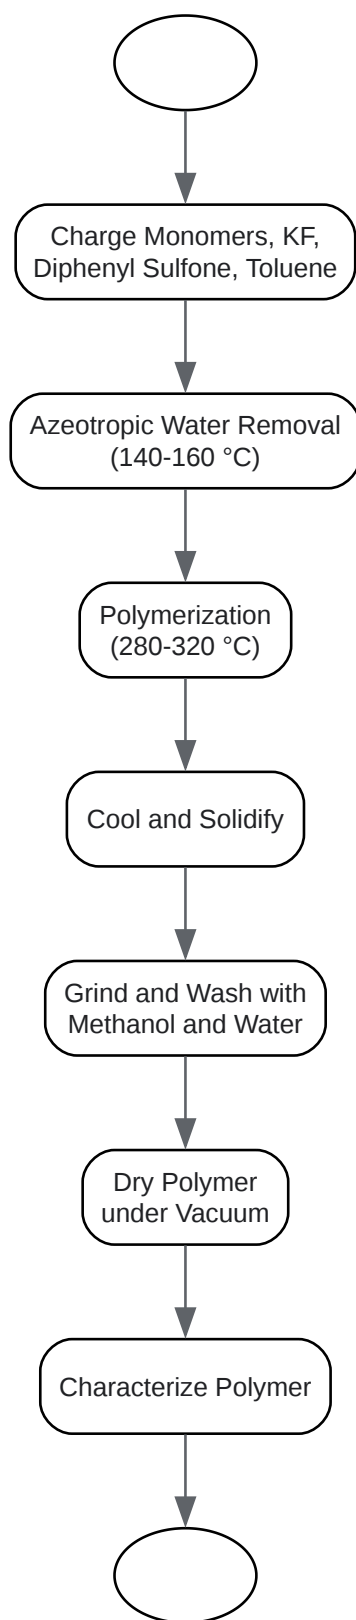 Charge Monomers, KF,
Diphenyl Sulfone, Toluene
Azeotropic Water Removal
(140-160 °C)
Polymerization
(280-320 °C)
Cool and Solidify
Grind and Wash with
Methanol and Water
Dry Polymer
under Vacuum
Characterize Polymer